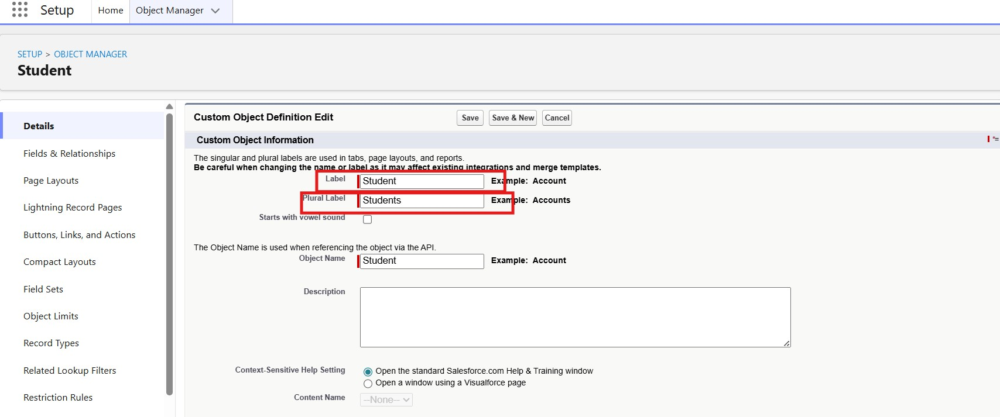 Setup Home Object Manager
SETUP > OBJECT MANAGER
Student
Details
Fields & Relationships
Page Layouts
Lightning Record Pages
Buttons, Links, and Actions
Compact Layouts
Field Sets
Object Limits
Record Types
Related Lookup Filters
Restriction Rules
Custom Object Definition Edit Save Save & New Cancel
Custom Object Information *=
The singular and plural labels are used in tabs, page layouts, and reports.
Be careful when changing the name or label as it may affect existing integrations and merge templates.
Label Student Example: Account
Plural Label Students Example: Accounts
Starts with vowel sound
The Object Name is used when referencing the object via the API.
Object Name Student Example: Account
Description
Context-Sensitive Help Setting Open the standard Salesforce.com Help & Training window
Open a window using a Visualforce page
Content Name --None--